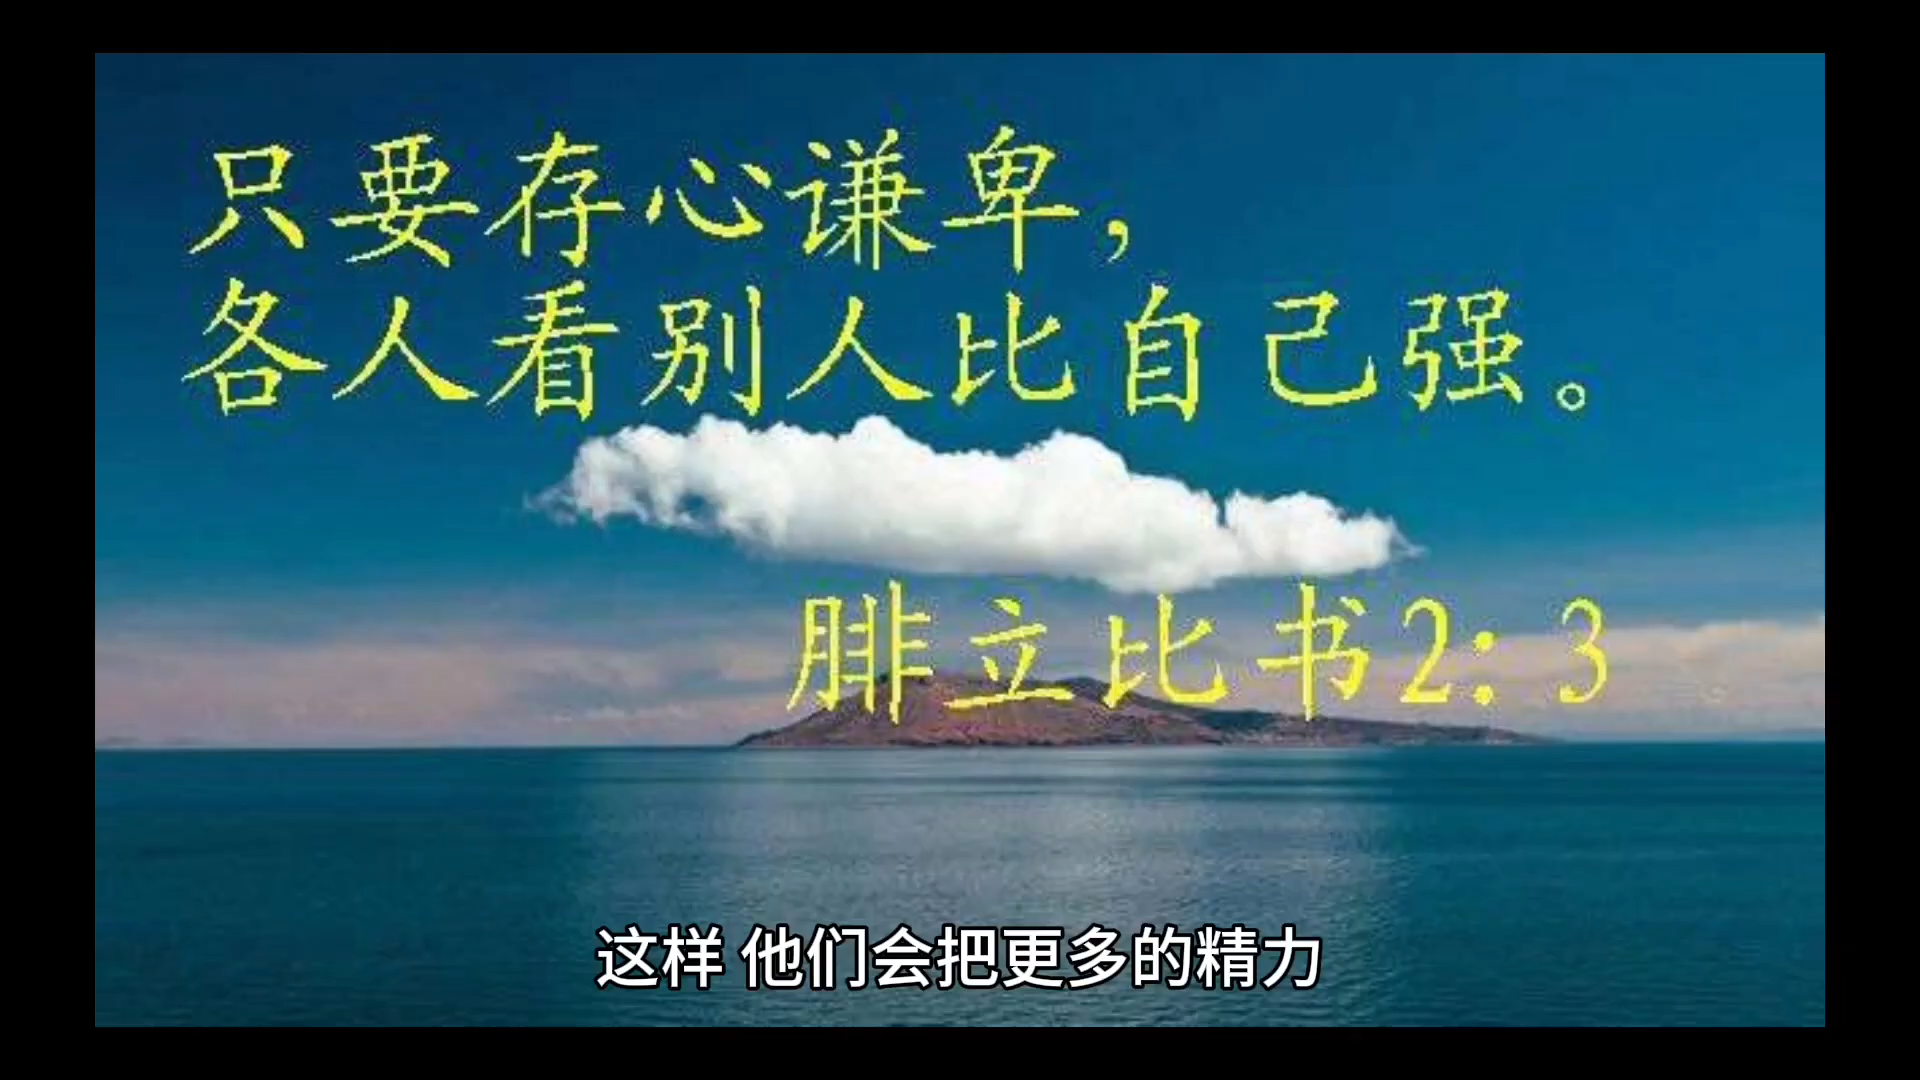 只要存心谦卑，
各人看别人比自己强。
腓立比书2：3
这样 他们会把更多的精力